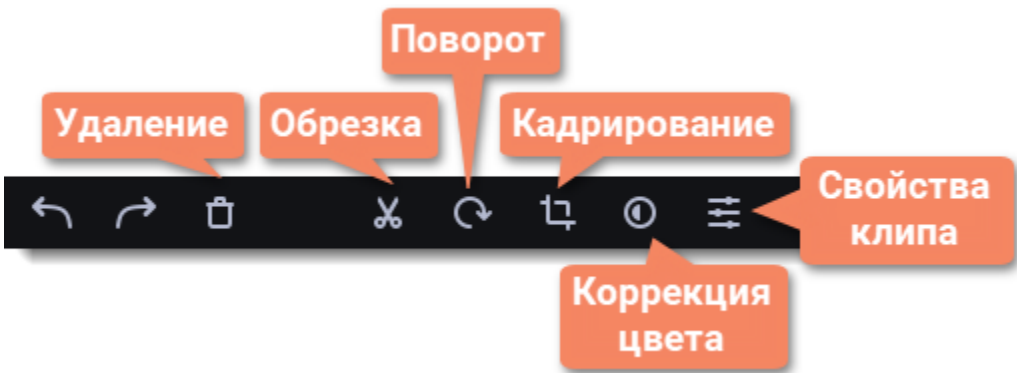 Поворот
Удаление
Обрезка
Кадрирование
Свойства
клипа
Коррекция
цвета